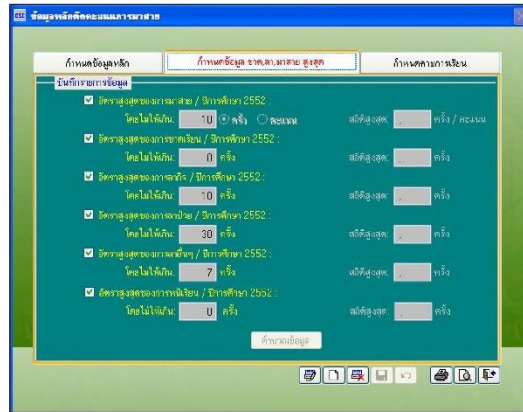 ข้อมูลหลักคิดคะแนนการมาสาย
กำหนดข้อมูลหลัก
กำหนดข้อมูล ขาด,ลา,มาสาย สูงสุด
กำหนดคาบการเรียน
บันทึกรายการข้อมูล
อัตราสูงสุดของการมาสาย / ปีการศึกษา 2552 :
โดยไม่ให้เกิน: 10 ครั้ง คะแนน สถิติสูงสุด: ครั้ง / คะแนน
อัตราสูงสุดของการขาดเรียน / ปีการศึกษา 2552 :
โดยไม่ให้เกิน: 0 ครั้ง สถิติสูงสุด: ครั้ง
อัตราสูงสุดของการลากิจ / ปีการศึกษา 2552 :
โดยไม่ให้เกิน: 10 ครั้ง สถิติสูงสุด: ครั้ง
อัตราสูงสุดของการลาป่วย / ปีการศึกษา 2552 :
โดยไม่ให้เกิน: 30 ครั้ง สถิติสูงสุด: ครั้ง
อัตราสูงสุดของการลาอื่นๆ / ปีการศึกษา 2552 :
โดยไม่ให้เกิน: 7 ครั้ง สถิติสูงสุด: ครั้ง
อัตราสูงสุดของการหนีเรียน / ปีการศึกษา 2552 :
โดยไม่ให้เกิน: 0 ครั้ง สถิติสูงสุด: ครั้ง
คำนวณข้อมูล